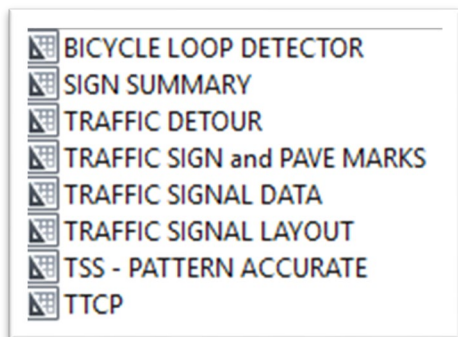 BICYCLE LOOP DETECTOR
SIGN SUMMARY
TRAFFIC DETOUR
TRAFFIC SIGN and PAVE MARKS
TRAFFIC SIGNAL DATA
TRAFFIC SIGNAL LAYOUT
TSS - PATTERN ACCURATE
TTCP